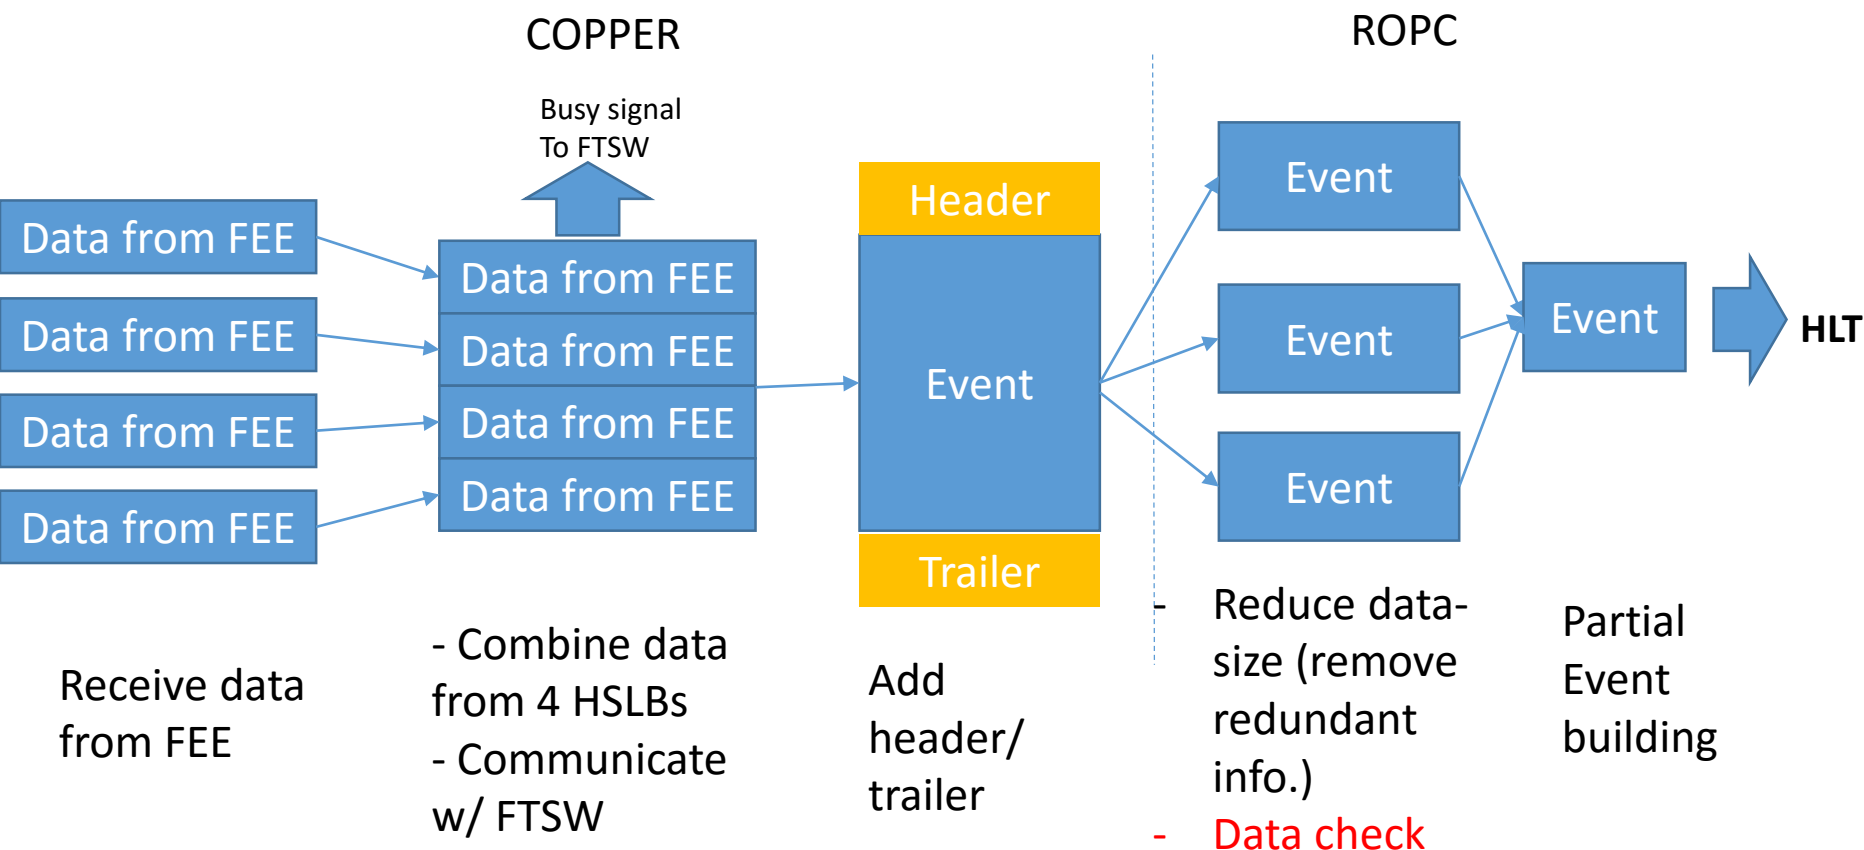 COPPER
ROPC
Busy signal
To FTSW
Data from FEE
Data from FEE
Data from FEE
Data from FEE
Data from FEE
Data from FEE
Data from FEE
Data from FEE
Header
Event
Trailer
Event
Event
Event
Event
HLT
Receive data
from FEE
- Combine data
from 4 HSLBs
- Communicate
w/ FTSW
Add
header/
trailer
- Reduce data-
size (remove
redundant
info.)
- Data check
Partial
Event
building